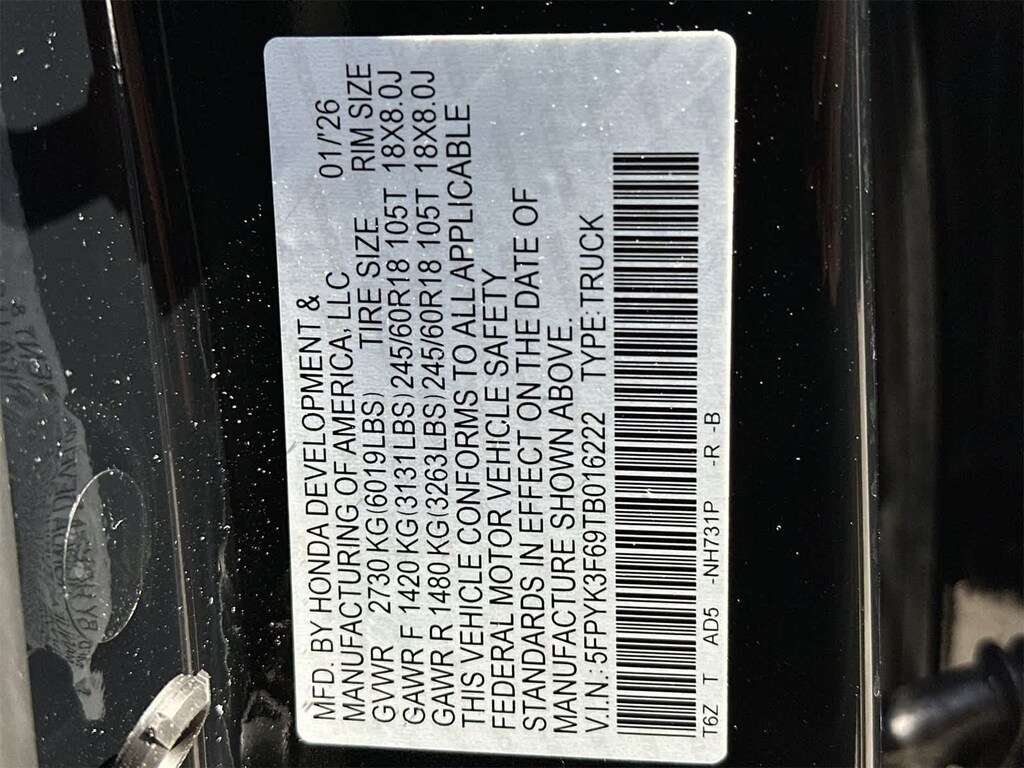 MFD. BY HONDA DEVELOPMENT &
MANUFACTURING OF AMERICA, LLC 01/'26
GVWR 2730 KG(6019LBS) TIRE SIZE RIM SIZE
GAWR F 1420 KG(3131LBS) 245/60R18 105T 18X8.0J
GAWR R 1480 KG(3263LBS) 245/60R18 105T 18X8.0J
THIS VEHICLE CONFORMS TO ALL APPLICABLE
FEDERAL MOTOR VEHICLE SAFETY
STANDARDS IN EFFECT ON THE DATE OF
MANUFACTURE SHOWN ABOVE.
V.I.N.: 5FPYK3F69TB016222 TYPE: TRUCK
T6Z T AD5 -NH731P -R -B